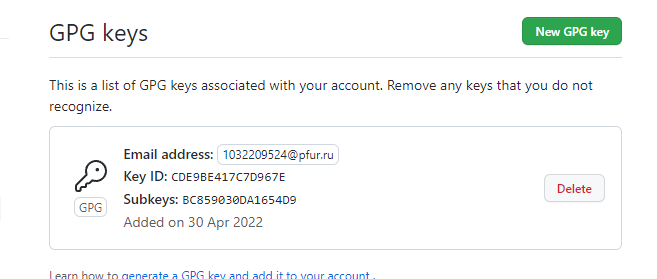 GPG keys
New GPG key
This is a list of GPG keys associated with your account. Remove any keys that you do not
recognize.
Email address: 1032209524@pfur.ru
Key ID: CDE9BE417C7D967E
GPG
Subkeys: BC859030DA1654D9
Delete
Added on 30 Apr 2022
Learn how to generate a GPG key and add it to your account .